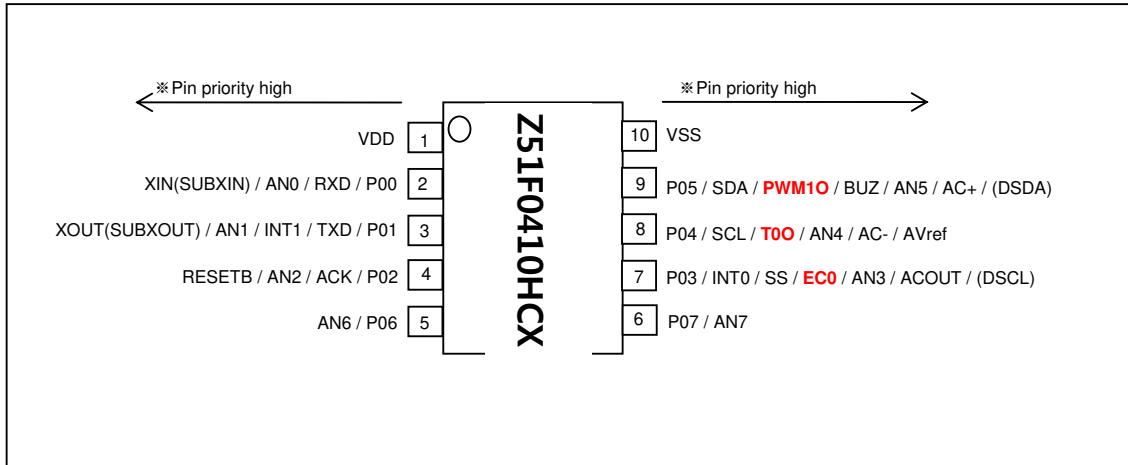 ※Pin priority high
※Pin priority high
Z51F0410HCX
VDD 1
10 VSS
XIN(SUBXIN) / AN0 / RXD / P00 2
9 P05 / SDA / PWM1O / BUZ / AN5 / AC+ / (DSDA)
XOUT(SUBXOUT) / AN1 / INT1 / TXD / P01 3
8 P04 / SCL / T0O / AN4 / AC- / AVref
RESETB / AN2 / ACK / P02 4
7 P03 / INT0 / SS / EC0 / AN3 / ACOUT / (DSCL)
AN6 / P06 5
6 P07 / AN7